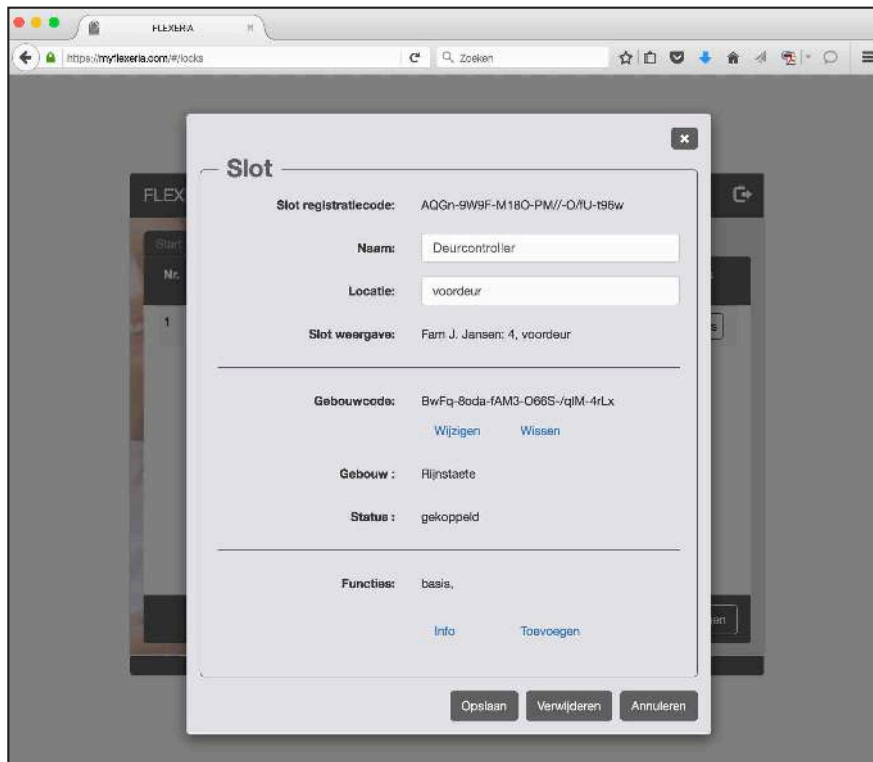 FLEXERIA
https://myflexeria.com/#/locks
Zoeken
FLEX
Start
Nr.
1
Slot
Slot registratiecode: AQGn-9W9F-M18O-PM//-O/fU-t96w
Naam: Deurcontroller
Locatie: voordeur
Slot weergave: Fam J. Jansen: 4, voordeur
Gebouwcode: BwFq-8oda-fAM3-O66S-/qIM-4rLx
Wijzigen Wissen
Gebouw : Rijnstaete
Status : gekoppeld
Functies: basis,
Info Toevoegen
Opslaan Verwijderen Annuleren